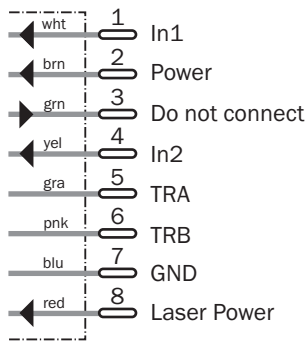 wht 1 In1
brn 2 Power
grn 3 Do not connect
yel 4 In2
gra 5 TRA
pnk 6 TRB
blu 7 GND
red 8 Laser Power